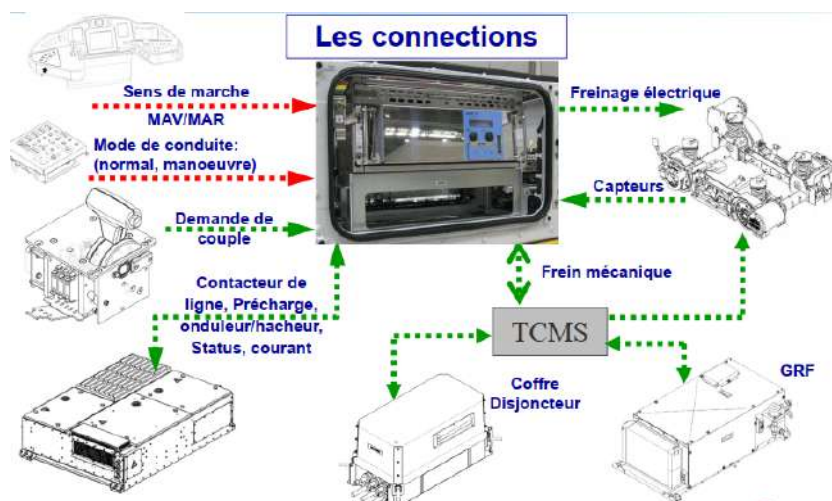 Les connections
Sens de marche
MAV/MAR
Mode de conduite:
(normal, manoeuvre)
Demande de
couple
Contacteur de
ligne, Précharge,
onduleur/hacheur,
Status, courant
Freinage électrique
Capteurs
Frein mécanique
TCMS
Coffre
Disjoncteur
GRF